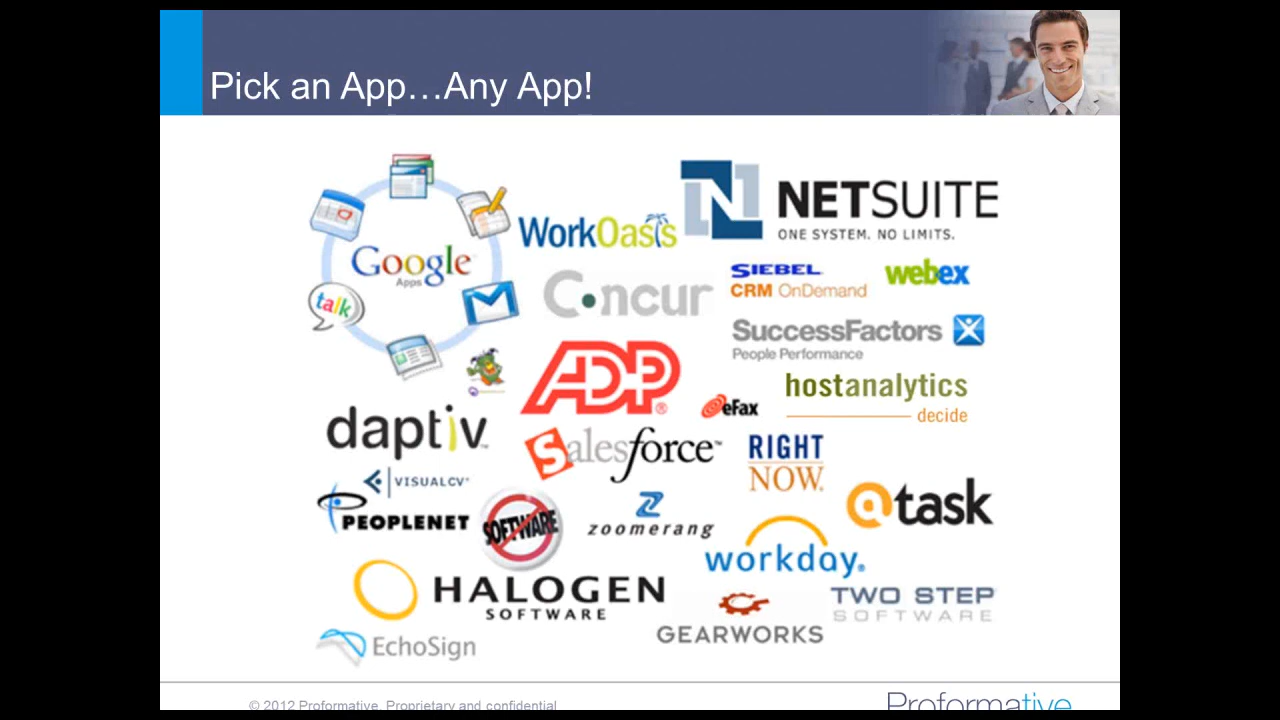 Pick an App…Any App!
Google
Apps
talk
WorkOasis
NETSUITE
ONE SYSTEM. NO LIMITS.
Concur
SIEBEL
CRM OnDemand
webex
SuccessFactors
People Performance
ADP
eFax
hostanalytics
decide
daptiv
salesforce
RIGHT
NOW.
VISUALCV
PEOPLENET
SOFTWARE
zoomerang
@task
workday
HALOGEN
SOFTWARE
GEARWORKS
TWO STEP
SOFTWARE
EchoSign
© 2012 Proformative. Proprietary and confidential
Proformative